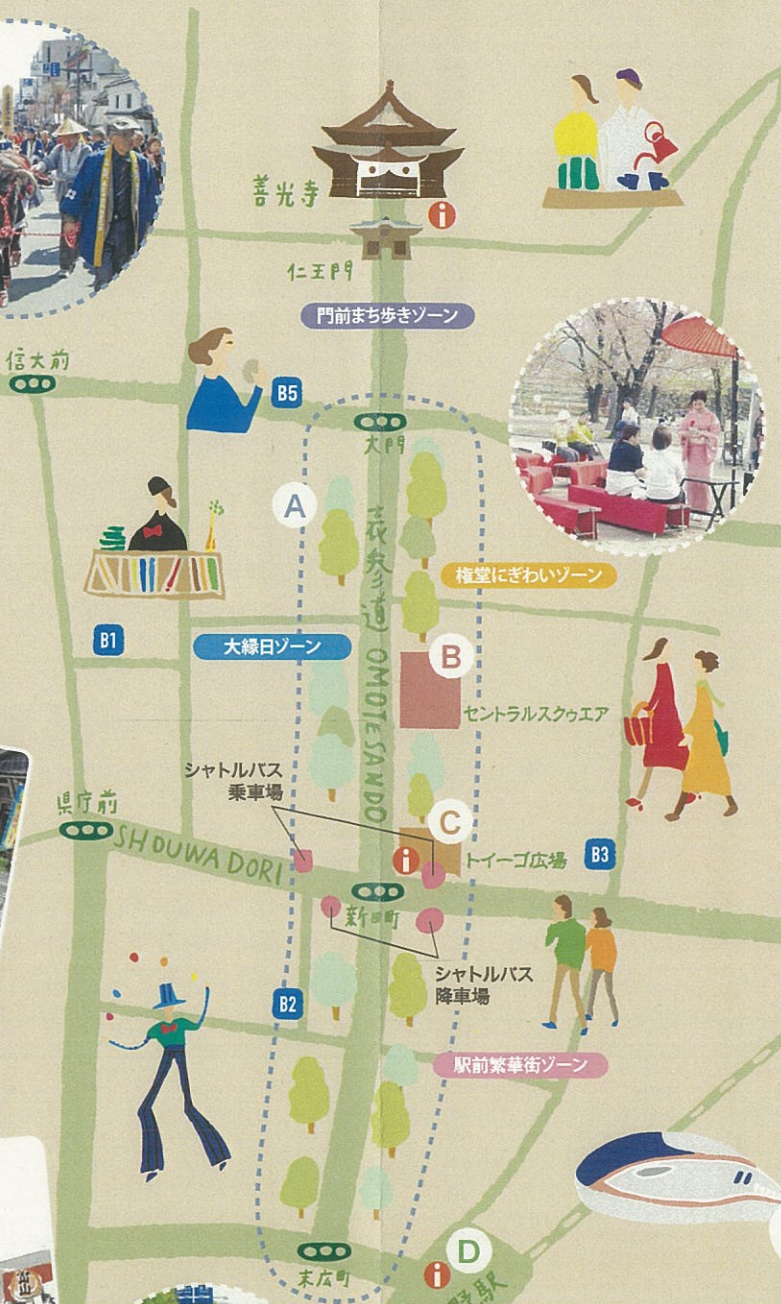 善光寺
i
仁王門
門前まち歩きゾーン
信大前
B5
大門
A
花参道 OMOTESANDO
権堂にぎわいゾーン
B1
大縁日ゾーン
B
セントラルスクゥエア
シャトルバス
乗車場
県庁前
SHOUWA DORI
C
i
トイーゴ広場
B3
新田町
シャトルバス
降車場
B2
駅前繁華街ゾーン
末広町
D
i
野駅